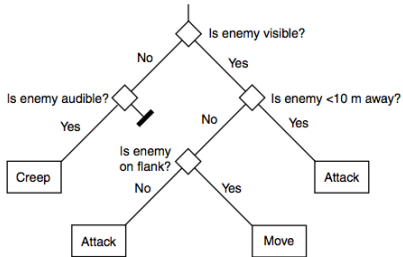 Is enemy visible?
No
Yes
Is enemy audible?
Is enemy <10 m away?
Yes
No
Yes
Is enemy
on flank?
Creep
No
Yes
Attack
Attack
Move